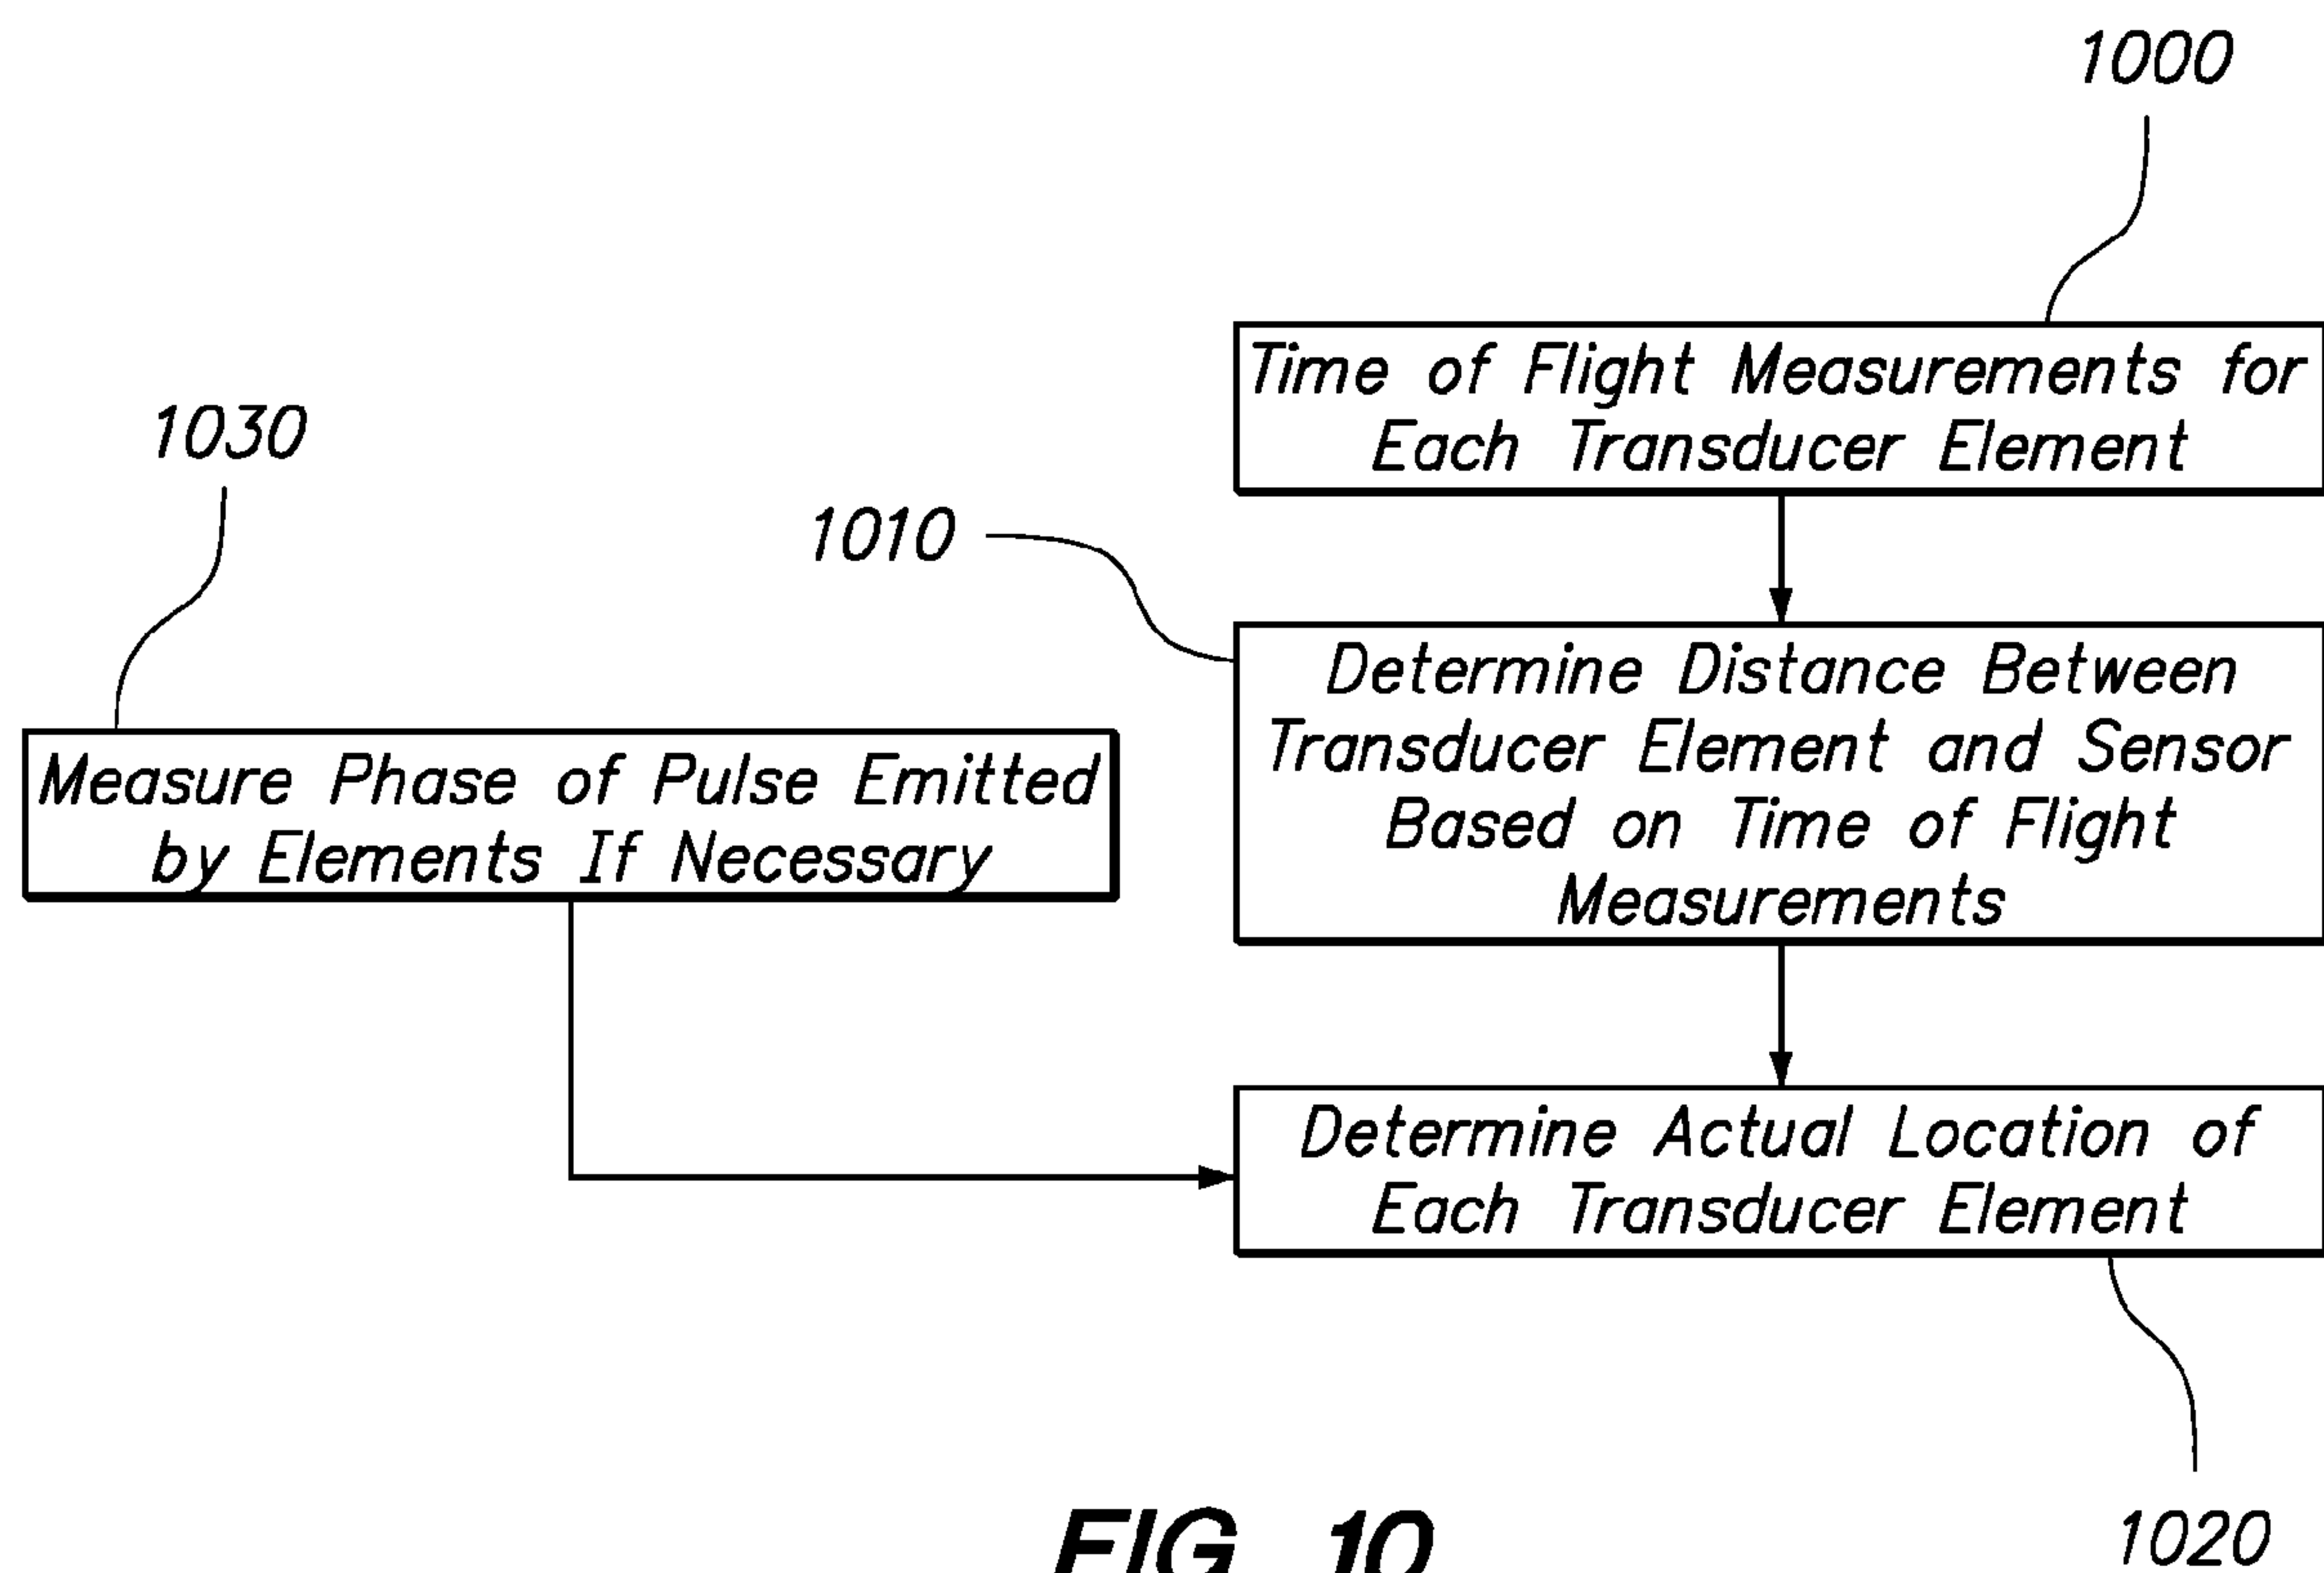 1000
Time of Flight Measurements for
Each Transducer Element
1030
1010
Determine Distance Between
Transducer Element and Sensor
Based on Time of Flight
Measurements
Measure Phase of Pulse Emitted
by Elements If Necessary
Determine Actual Location of
Each Transducer Element
1020
FIG. 10